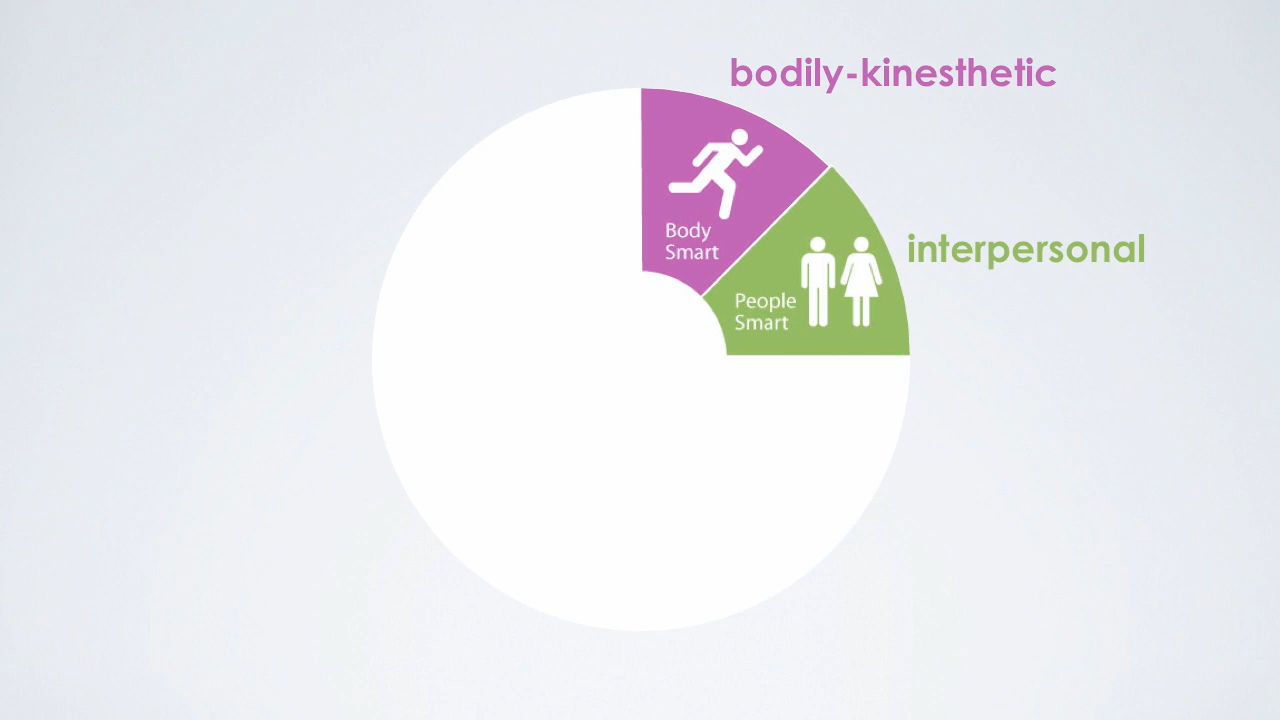 bodily-kinesthetic
Body
Smart
interpersonal
People
Smart